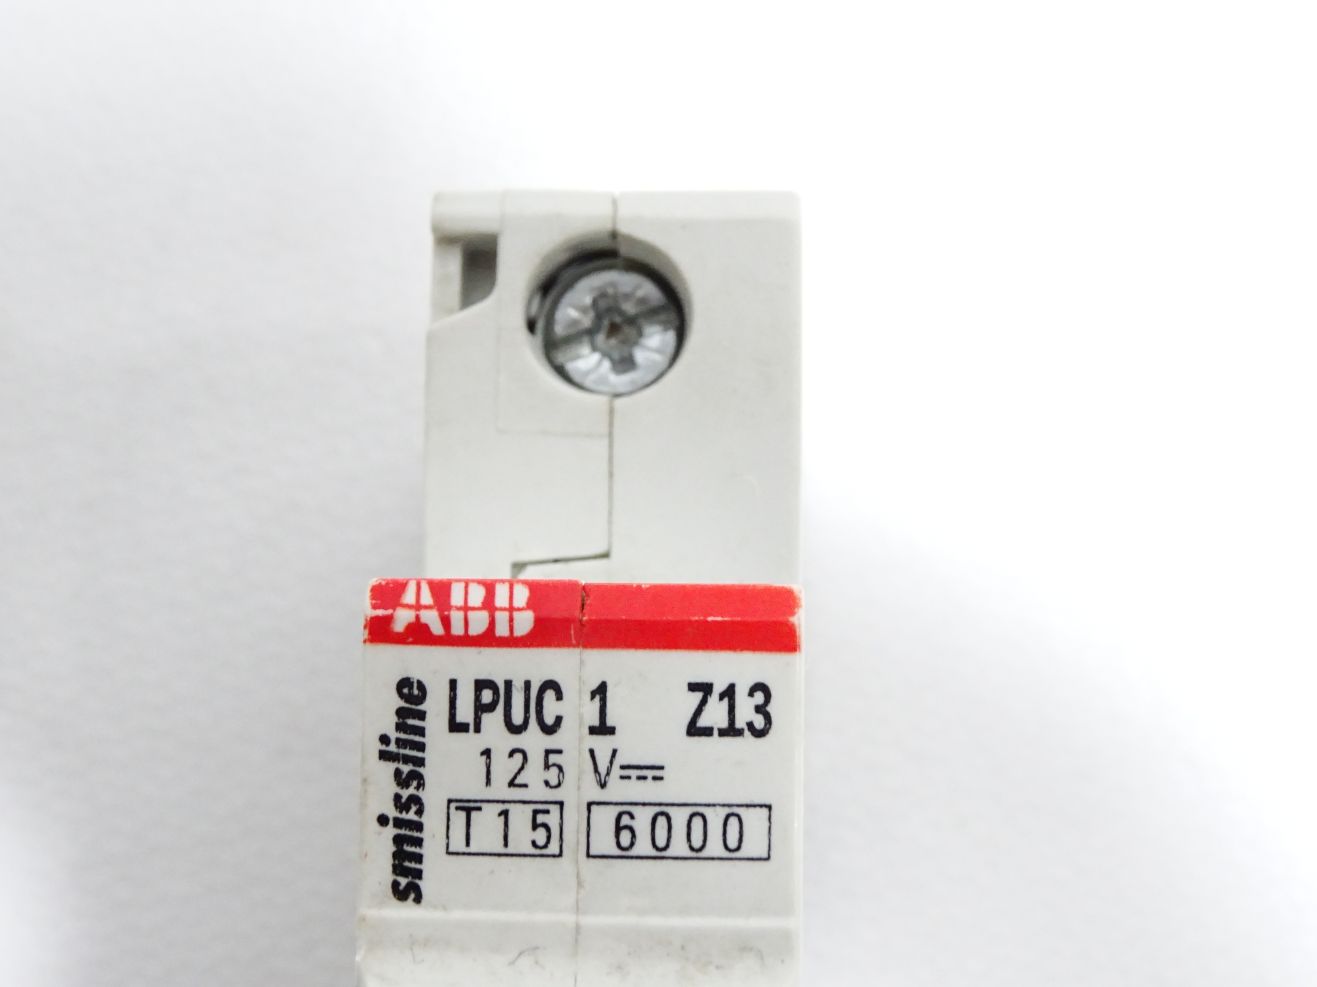 ABB
smissline
LPUC 1 Z13
125 V⎓
T15 6000